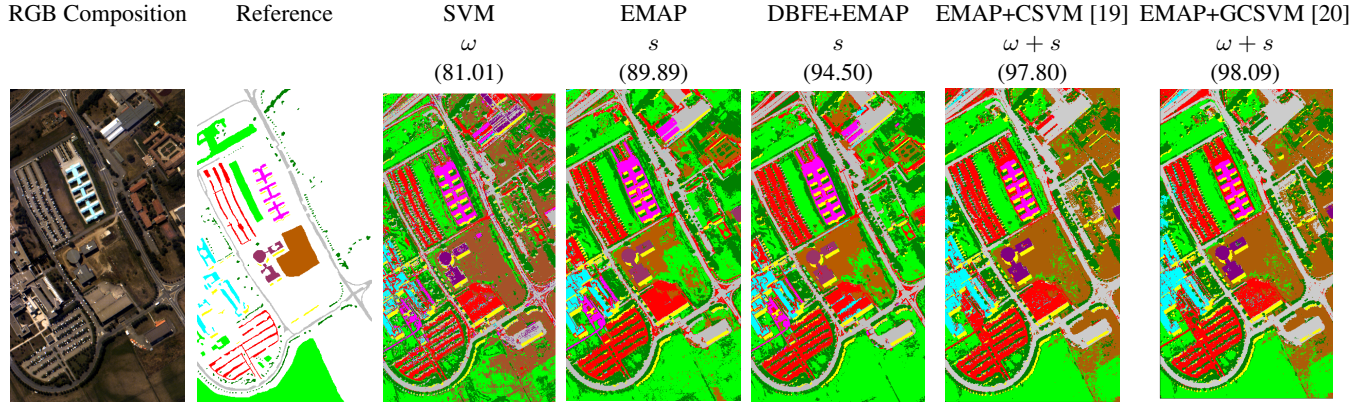 RGB Composition Reference SVM EMAP DBFE+EMAP EMAP+CSVM [19] EMAP+GCSVM [20]
ω s s ω + s ω + s
(81.01) (89.89) (94.50) (97.80) (98.09)